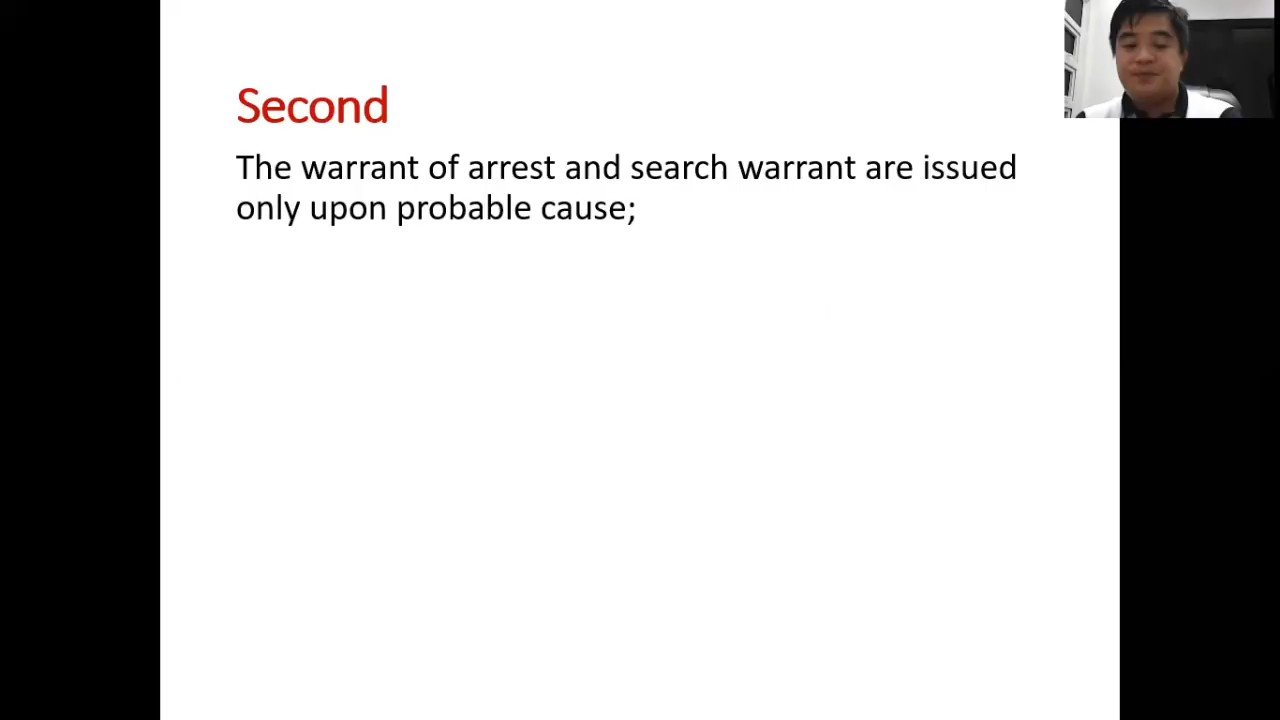 Second
The warrant of arrest and search warrant are issued
only upon probable cause;